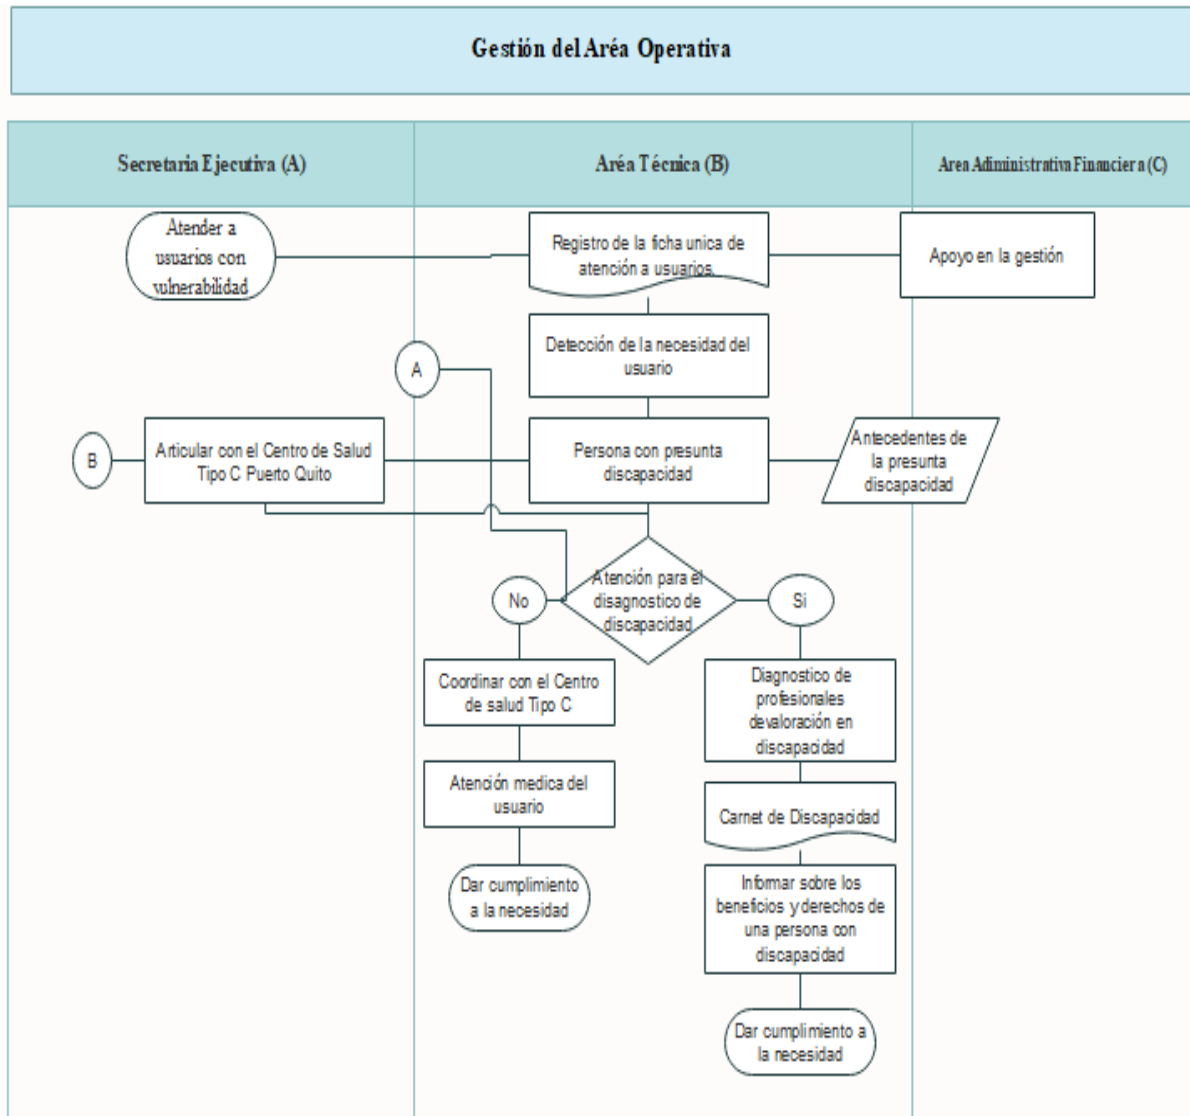 Gestión del Aréa Operativa
Secretaria Ejecutiva (A)
Aréa Técnica (B)
Area Adiministrativa Financiera (C)
Atender a
usuarios con
vulnerabilidad
Registro de la ficha unica de
atención a usuarios.
Apoyo en la gestión
Detección de la necesidad del
usuario
A
B
Articular con el Centro de Salud
Tipo C Puerto Quito
Persona con presunta
discapacidad
Antecedentes de
la presunta
discapacidad
Atención para el
disagnostico de
discapacidad
No
Si
Coordinar con el Centro
de salud Tipo C
Diagnostico de
profesionales
devaloración en
discapacidad
Atención medica del
usuario
Carnet de Discapacidad
Dar cumplimiento
a la necesidad
Informar sobre los
beneficios y derechos de
una persona con
discapacidad
Dar cumplimiento a
la necesidad